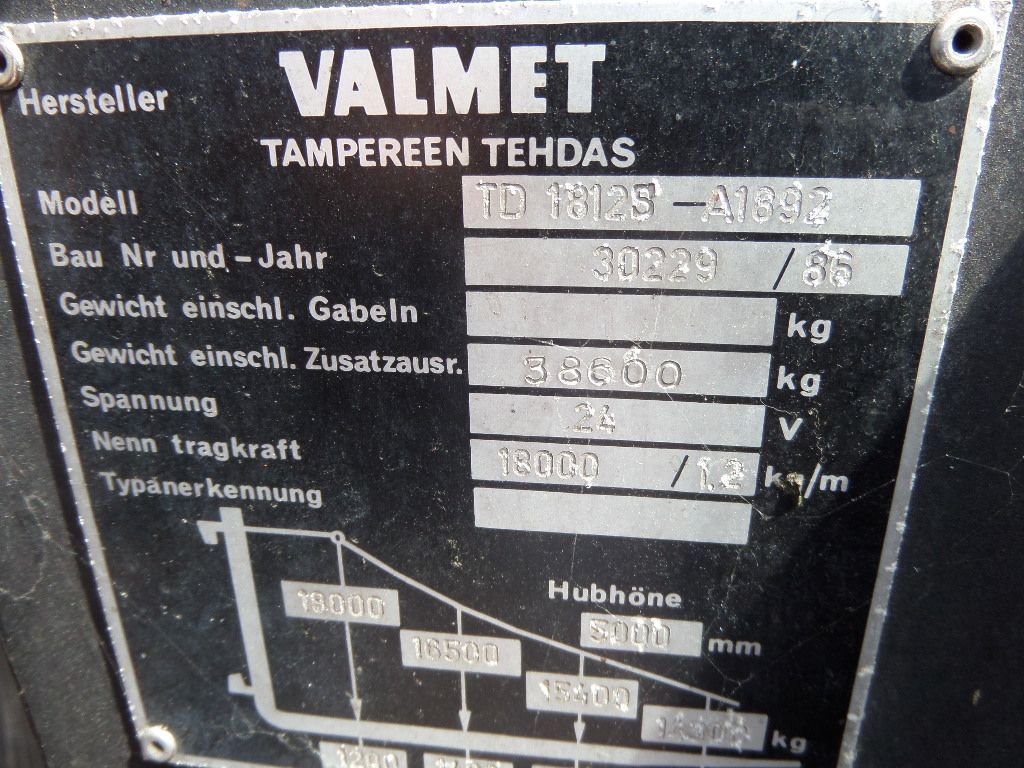 Hersteller VALMET
TAMPEREEN TEHDAS
Modell TD 18125 -A1892
Bau Nr und - Jahr 30229 / 86
Gewicht einschl. Gabeln kg
Gewicht einschl. Zusatzausr. 38600 kg
Spannung 24 V
Nenn tragkraft 18000 / 1.2 kg/m
Typänerkennung
Hubhöne
18000 5000 mm
16500
15400
kg
1200